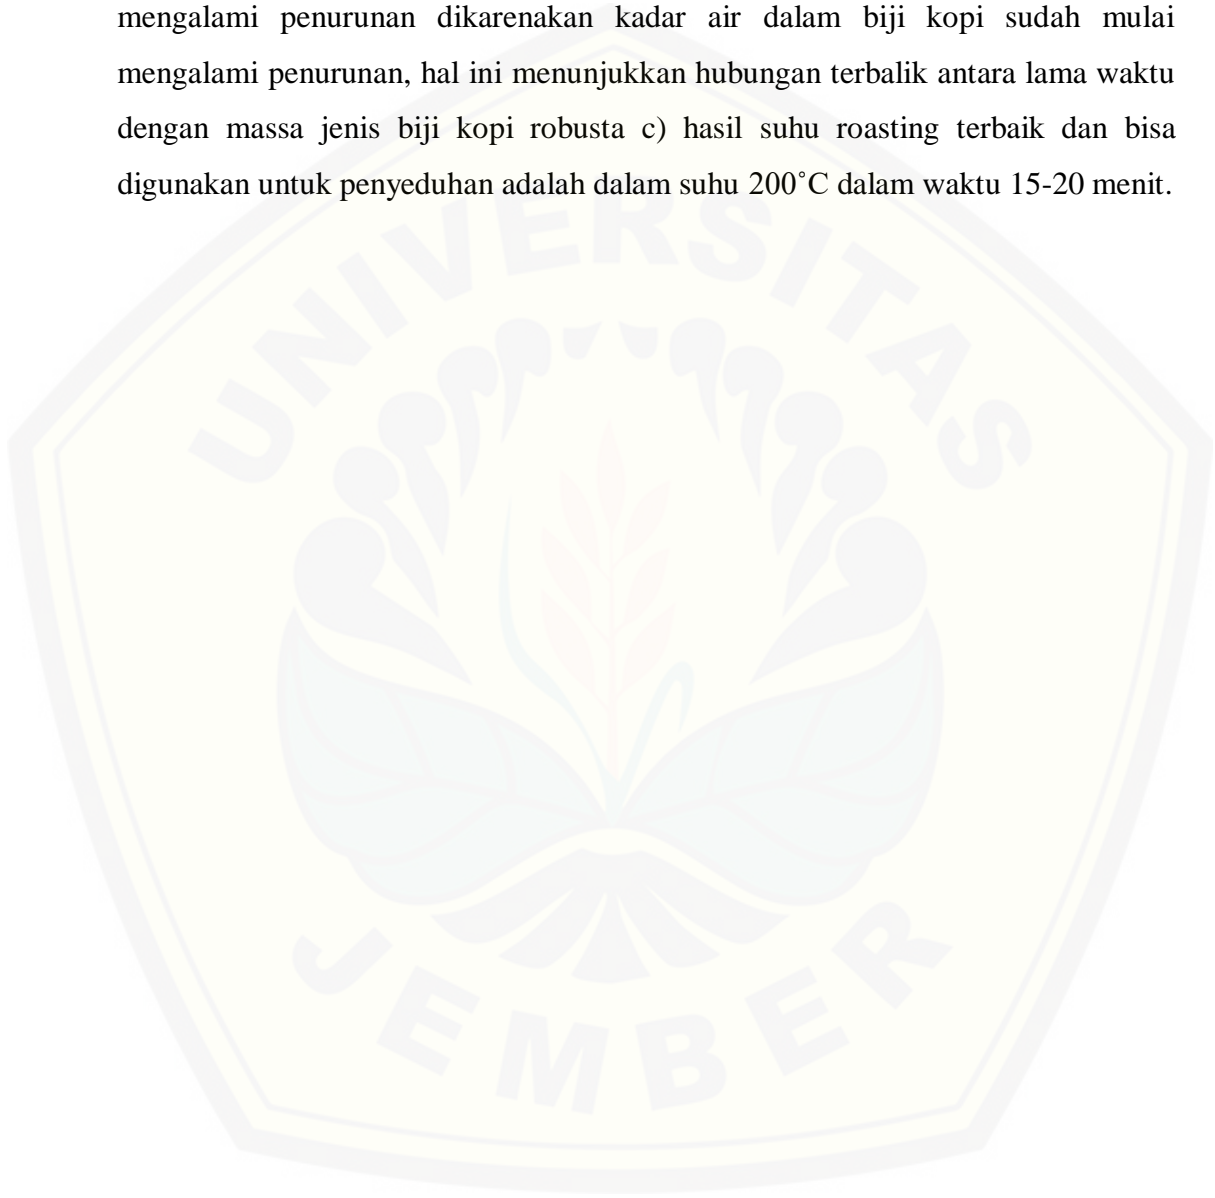 mengalami penurunan dikarenakan kadar air dalam biji kopi sudah mulai
mengalami penurunan, hal ini menunjukkan hubungan terbalik antara lama waktu
dengan massa jenis biji kopi robusta c) hasil suhu roasting terbaik dan bisa
digunakan untuk penyeduhan adalah dalam suhu 200˚C dalam waktu 15-20 menit.
UNIVERSITAS
JEMBER